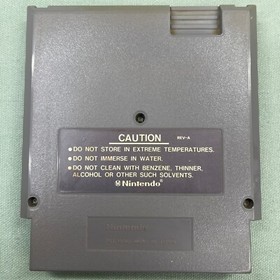 CAUTION REV-A
•DO NOT STORE IN EXTREME TEMPERATURES.
•DO NOT IMMERSE IN WATER.
•DO NOT CLEAN WITH BENZENE, THINNER,
ALCOHOL OR OTHER SUCH SOLVENTS.
Nintendo